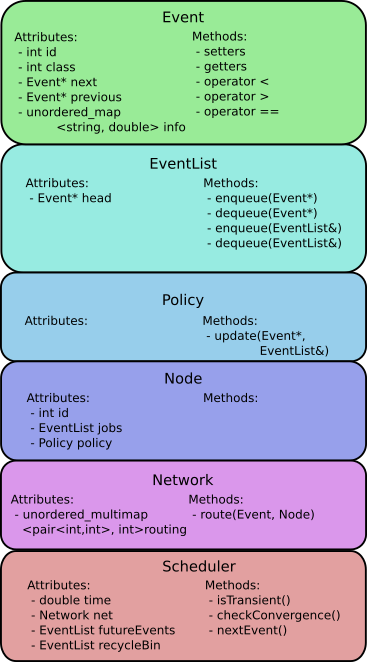 Event
Attributes:
- int id
- int class
- Event* next
- Event* previous
- unordered_map
<string, double> info
Methods:
- setters
- getters
- operator <
- operator >
- operator ==
EventList
Attributes:
- Event* head
Methods:
- enqueue(Event*)
- dequeue(Event*)
- enqueue(EventList&)
- dequeue(EventList&)
Policy
Attributes:
Methods:
- update(Event*,
EventList&)
Node
Attributes:
- int id
- EventList jobs
- Policy policy
Methods:
Network
Attributes:
- unordered_multimap
<pair<int,int>, int>routing
Methods:
- route(Event, Node)
Scheduler
Attributes:
- double time
- Network net
- EventList futureEvents
- EventList recycleBin
Methods:
- isTransient()
- checkConvergence()
- nextEvent()